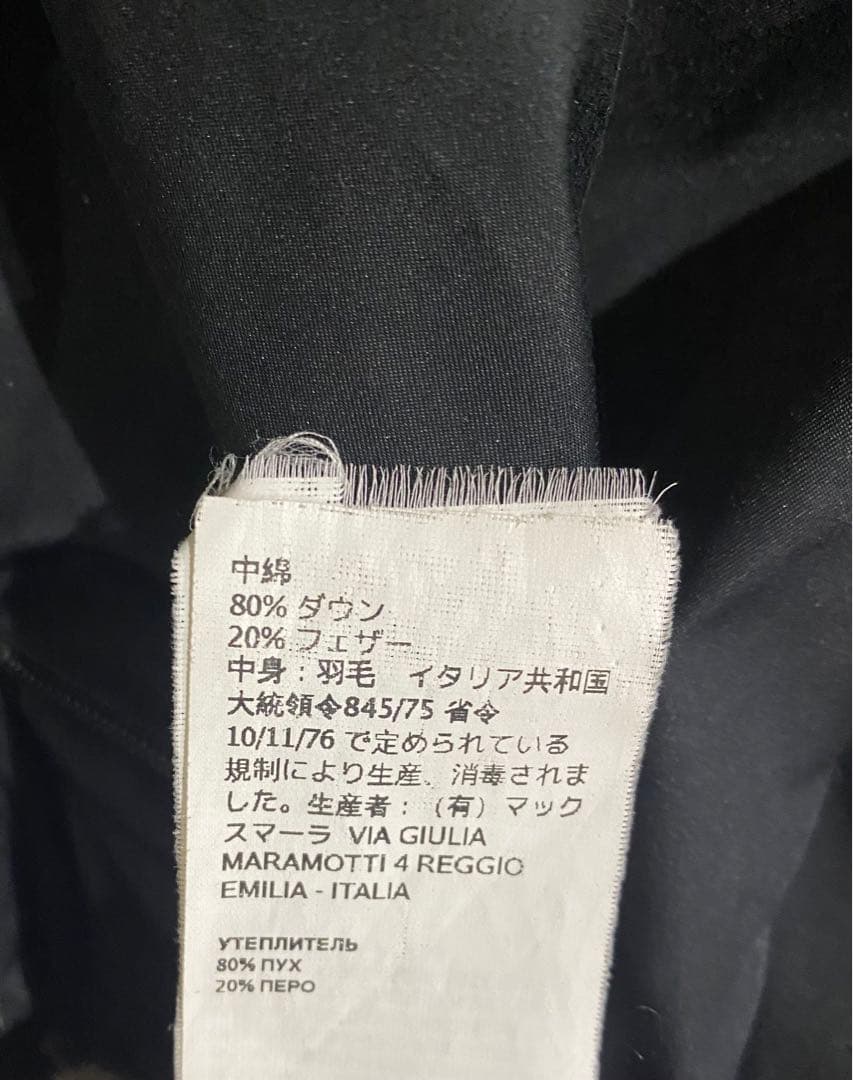 中綿
80% ダウン
20% フェザー
中身 : 羽毛　イタリア共和国
大統領令845/75 省令
10/11/76 で定められている
規制により生産、消毒されま
した。生産者 : （有）マック
スマーラ VIA GIULIA
MARAMOTTI 4 REGGIO
EMILIA - ITALIA
УТЕПЛИТЕЛЬ
80% ПУХ
20% ПЕРО